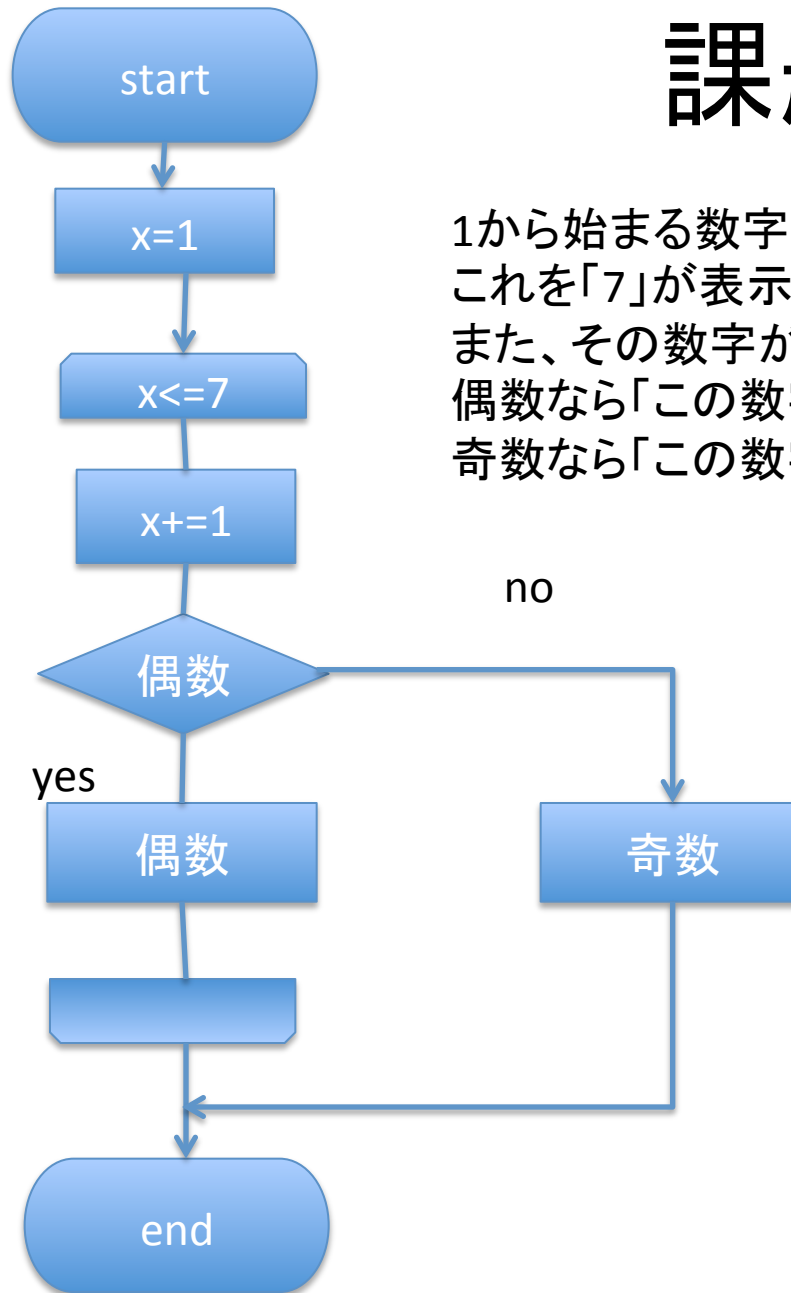 課
1から始まる数字
これを「7」が表示
また、その数字が
偶数なら「この数
奇数なら「この数
start
x=1
x<=7
x+=1
no
偶数
yes
偶数
奇数
end